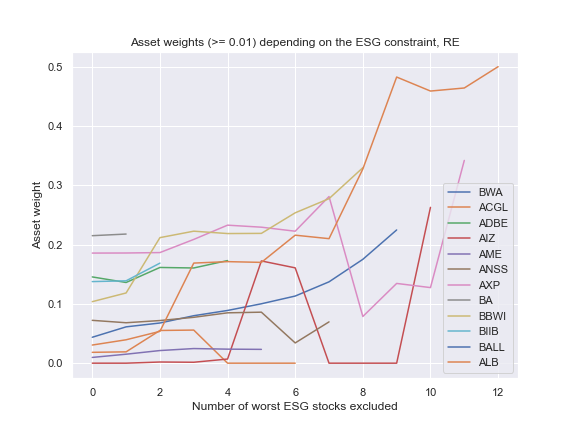 Asset weights (>= 0.01) depending on the ESG constraint, RE
0.5
0.4
0.3
0.2
0.1
0.0
Asset weight
0 2 4 6 8 10 12
Number of worst ESG stocks excluded
BWA
ACGL
ADBE
AIZ
AME
ANSS
AXP
BA
BBWI
BIIB
BALL
ALB